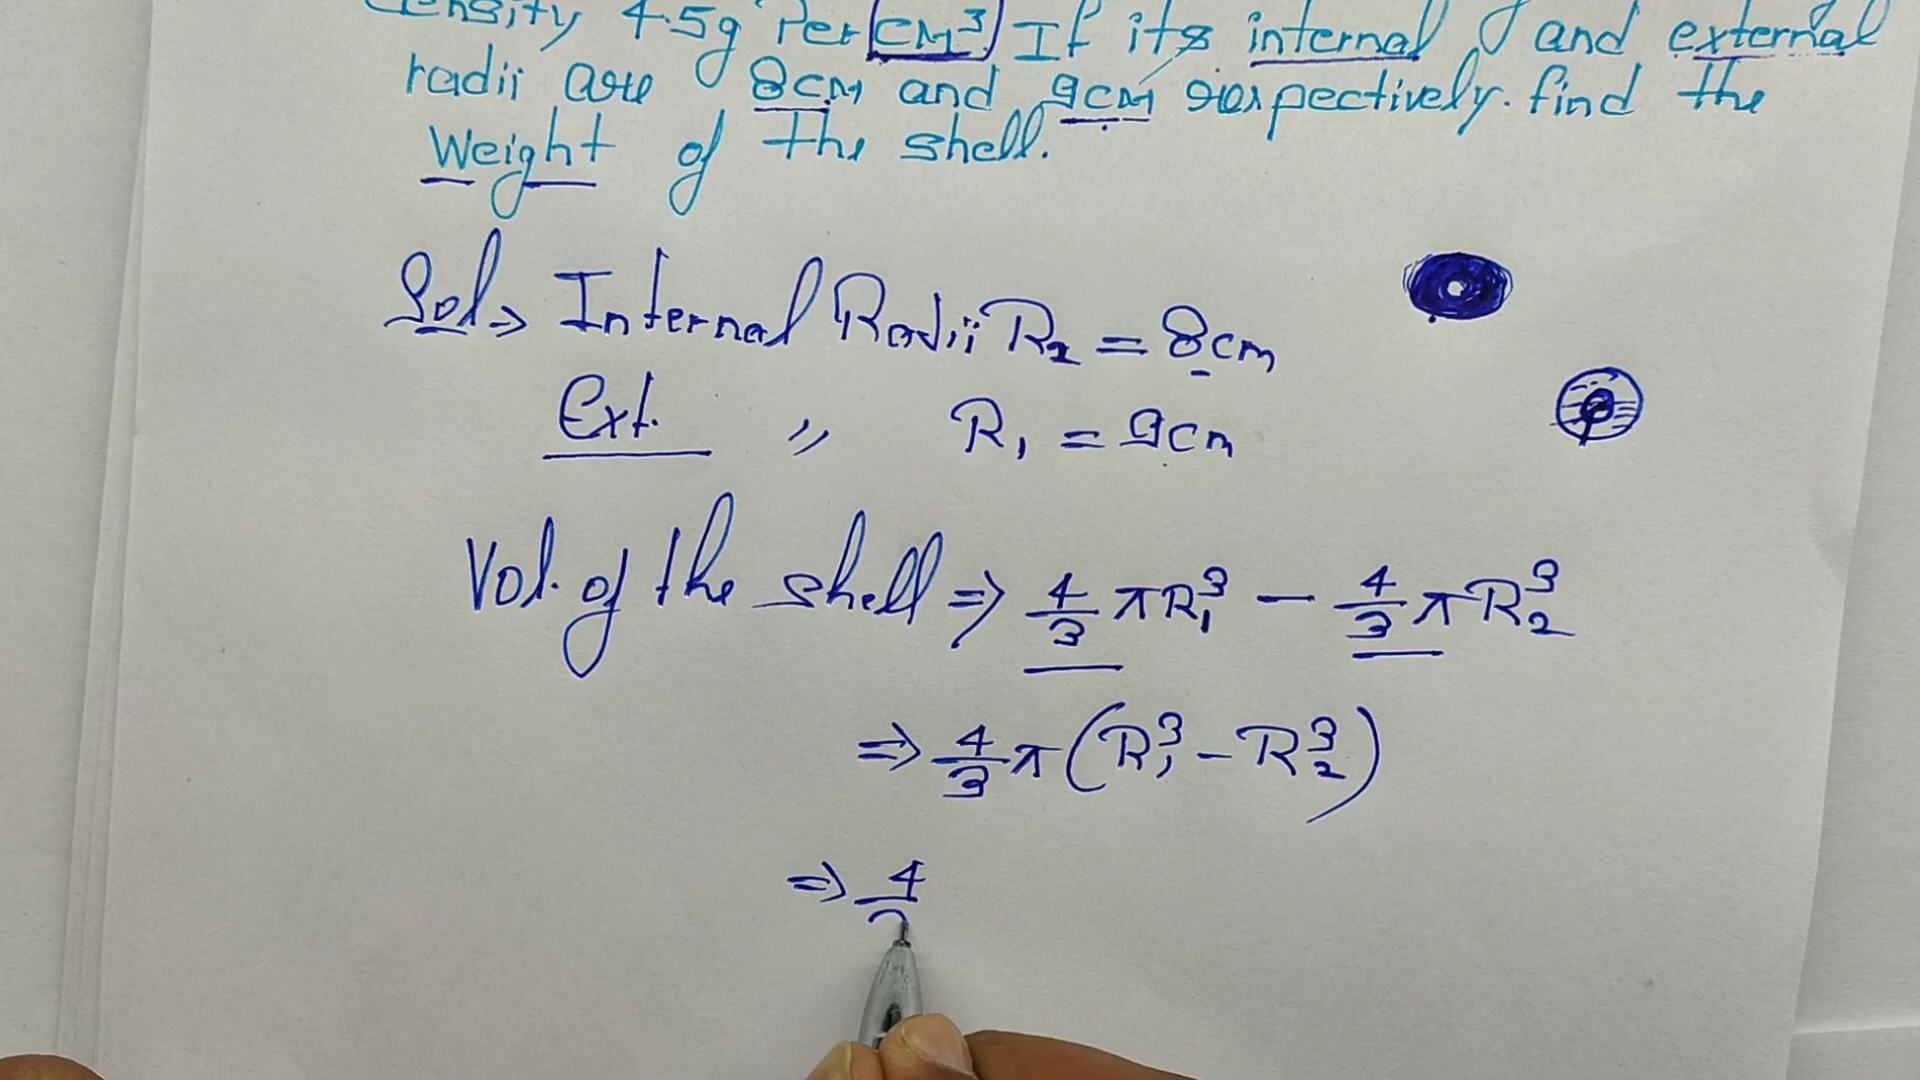 Density 4.5g Per CM³) If its internal and external
radii are 8CM and 9CM respectively. find the
Weight of the shell.
Sol. ⇒ Internal Radii R₂ = 8cm
Ext. " R₁ = 9cm
Vol. of the shell ⇒ 4/3 πR₁³ − 4/3 πR₂³
⇒ 4/3 π(R₁³ − R₂³)
⇒ 4/